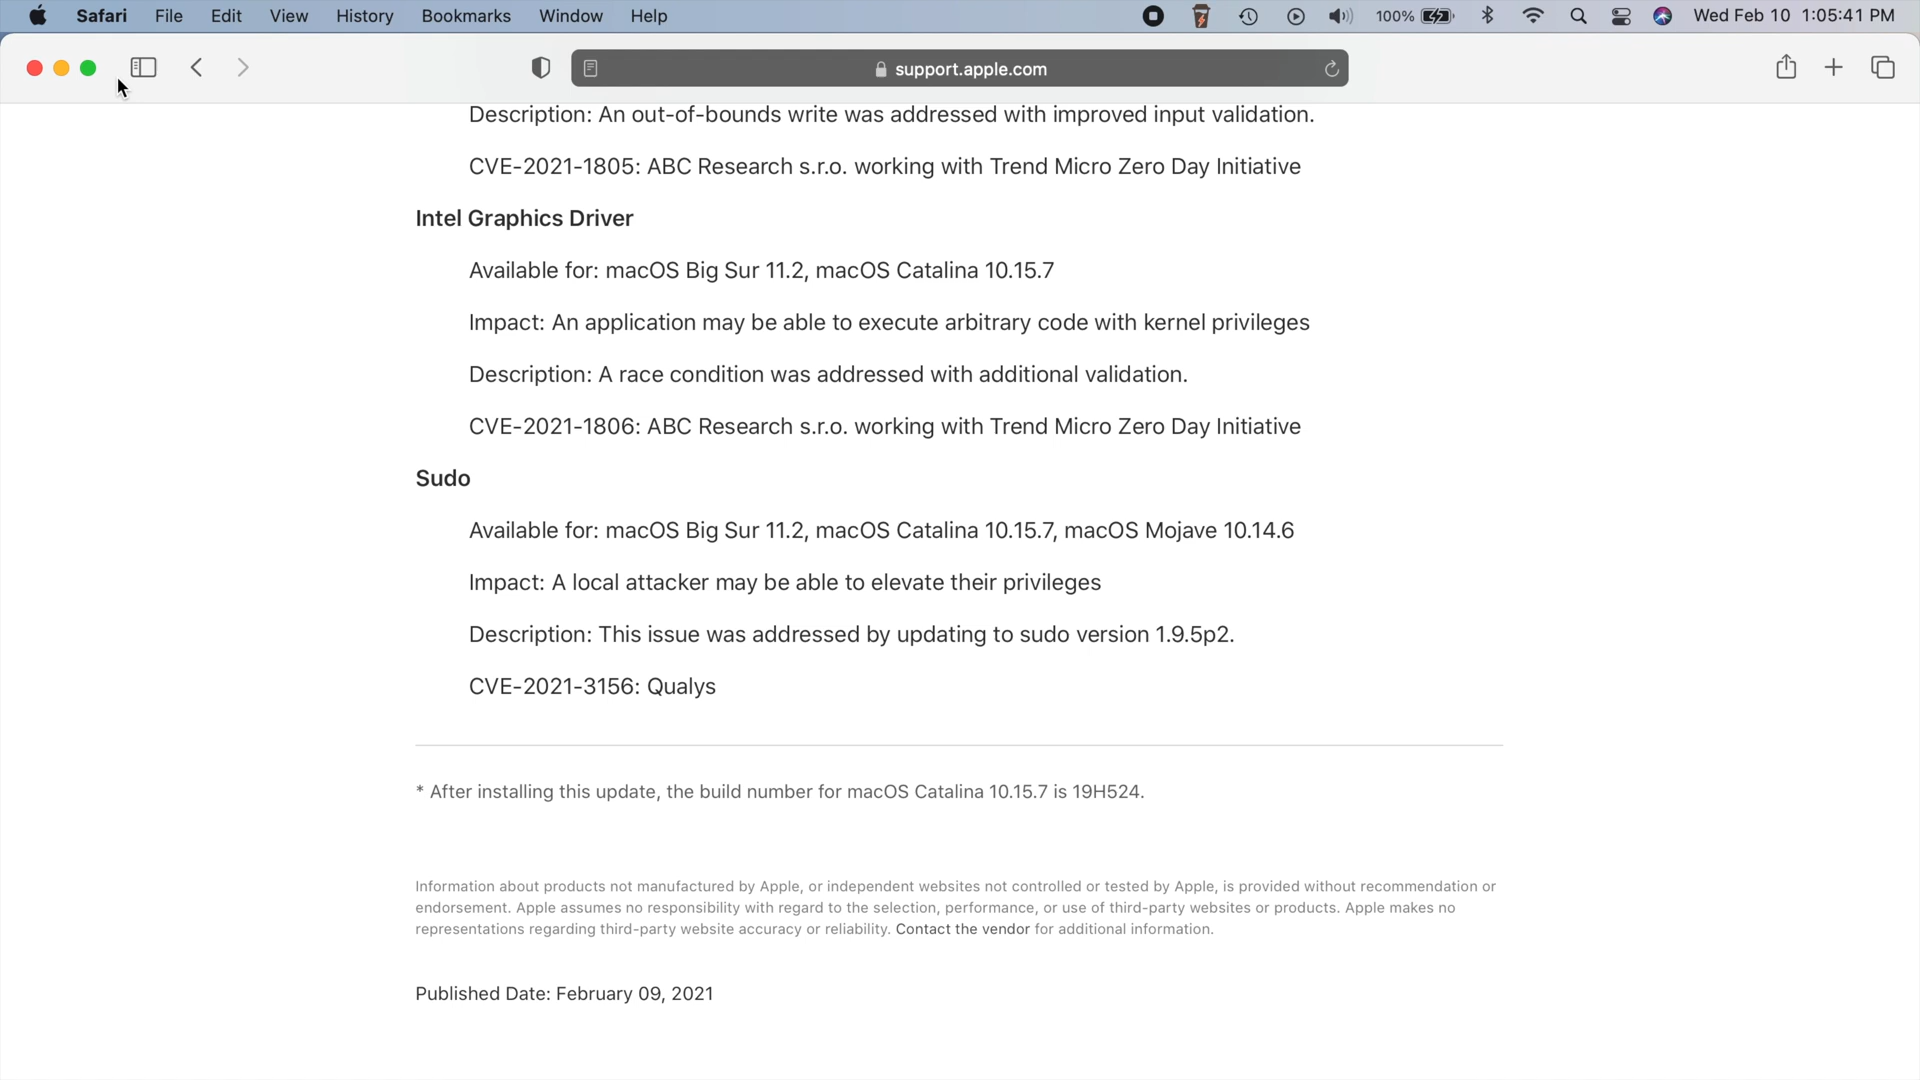 Safari File Edit View History Bookmarks Window Help 100% Wed Feb 10 1:05:41 PM
support.apple.com
Description: An out-of-bounds write was addressed with improved input validation.
CVE-2021-1805: ABC Research s.r.o. working with Trend Micro Zero Day Initiative
Intel Graphics Driver
Available for: macOS Big Sur 11.2, macOS Catalina 10.15.7
Impact: An application may be able to execute arbitrary code with kernel privileges
Description: A race condition was addressed with additional validation.
CVE-2021-1806: ABC Research s.r.o. working with Trend Micro Zero Day Initiative
Sudo
Available for: macOS Big Sur 11.2, macOS Catalina 10.15.7, macOS Mojave 10.14.6
Impact: A local attacker may be able to elevate their privileges
Description: This issue was addressed by updating to sudo version 1.9.5p2.
CVE-2021-3156: Qualys
* After installing this update, the build number for macOS Catalina 10.15.7 is 19H524.
Information about products not manufactured by Apple, or independent websites not controlled or tested by Apple, is provided without recommendation or
endorsement. Apple assumes no responsibility with regard to the selection, performance, or use of third-party websites or products. Apple makes no
representations regarding third-party website accuracy or reliability. Contact the vendor for additional information.
Published Date: February 09, 2021